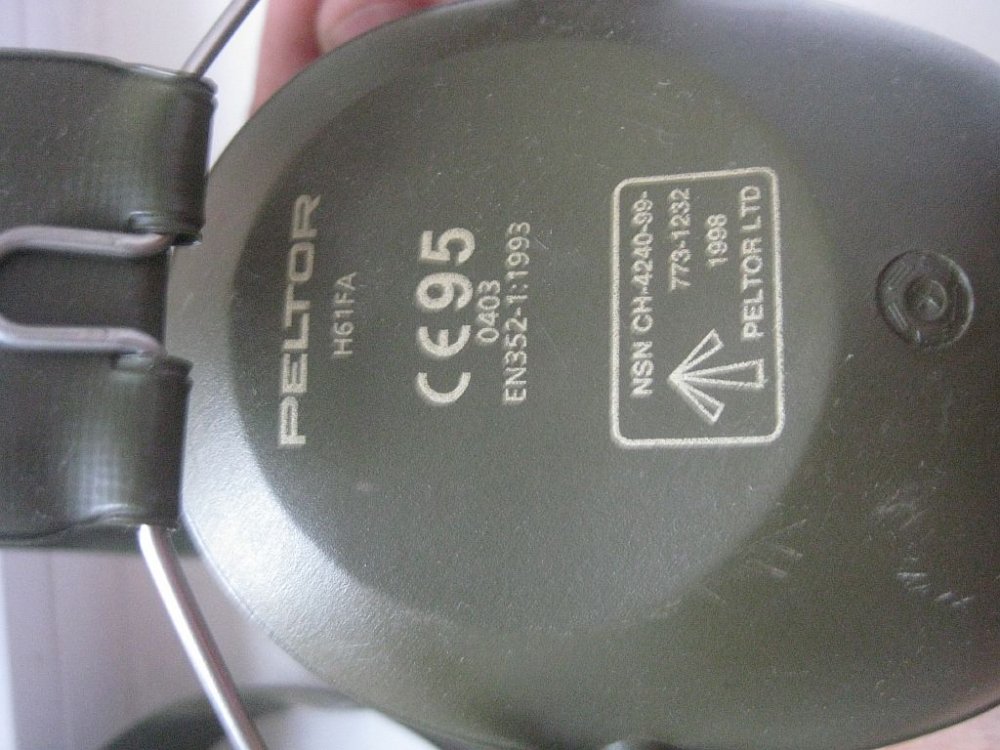 PELTOR
H61FA
CE95
0403
EN352-1:1993
NSN CH-4240-99-
773-1232
1998
PELTOR LTD